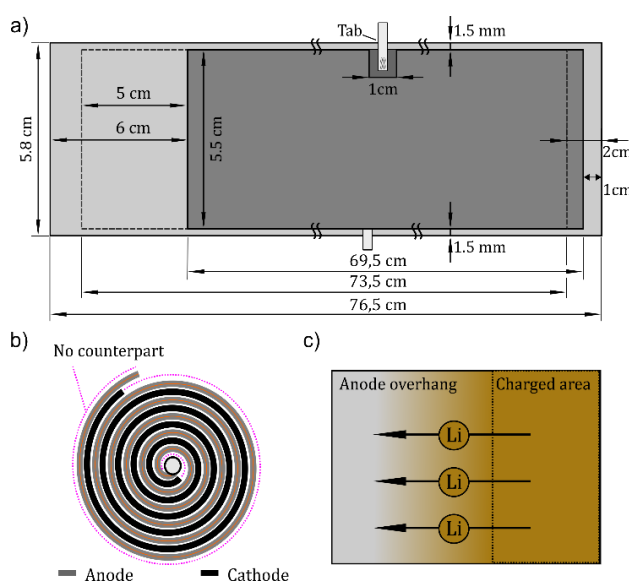 a)
Tab
1.5 mm
5 cm
1cm
6 cm
5.8 cm
5.5 cm
2cm
1cm
1.5 mm
69,5 cm
73,5 cm
76,5 cm
b)
c)
No counterpart
Anode overhang
Charged area
Li
Li
Li
Anode
Cathode